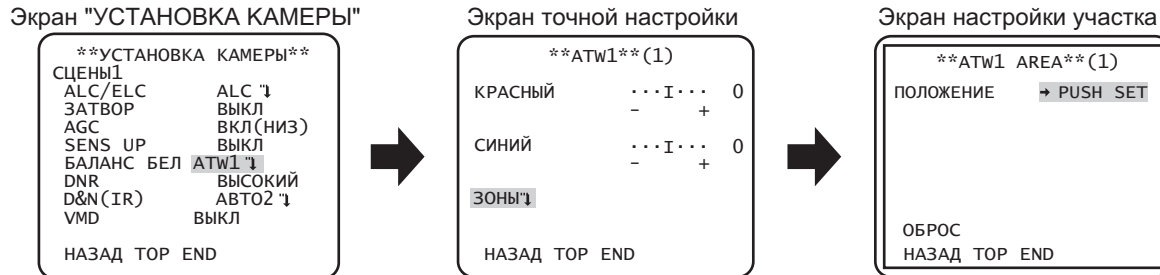 Экран "УСТАНОВКА КАМЕРЫ"
**УСТАНОВКА КАМЕРЫ**
СЦЕНЫ1
ALC/ELC ALC
ЗАТВОР ВЫКЛ
AGC ВКЛ(НИЗ)
SENS UP ВЫКЛ
БАЛАНС БЕЛ ATW1
DNR ВЫСОКИЙ
D&N(IR) АВТО2
VMD ВЫКЛ
НАЗАД TOP END
Экран точной настройки
**ATW1**(1)
КРАСНЫЙ ···I··· 0
- +
СИНИЙ ···I··· 0
- +
ЗОНЫ
НАЗАД TOP END
Экран настройки участка
**ATW1 AREA**(1)
ПОЛОЖЕНИЕ → PUSH SET
ОБРОС
НАЗАД TOP END